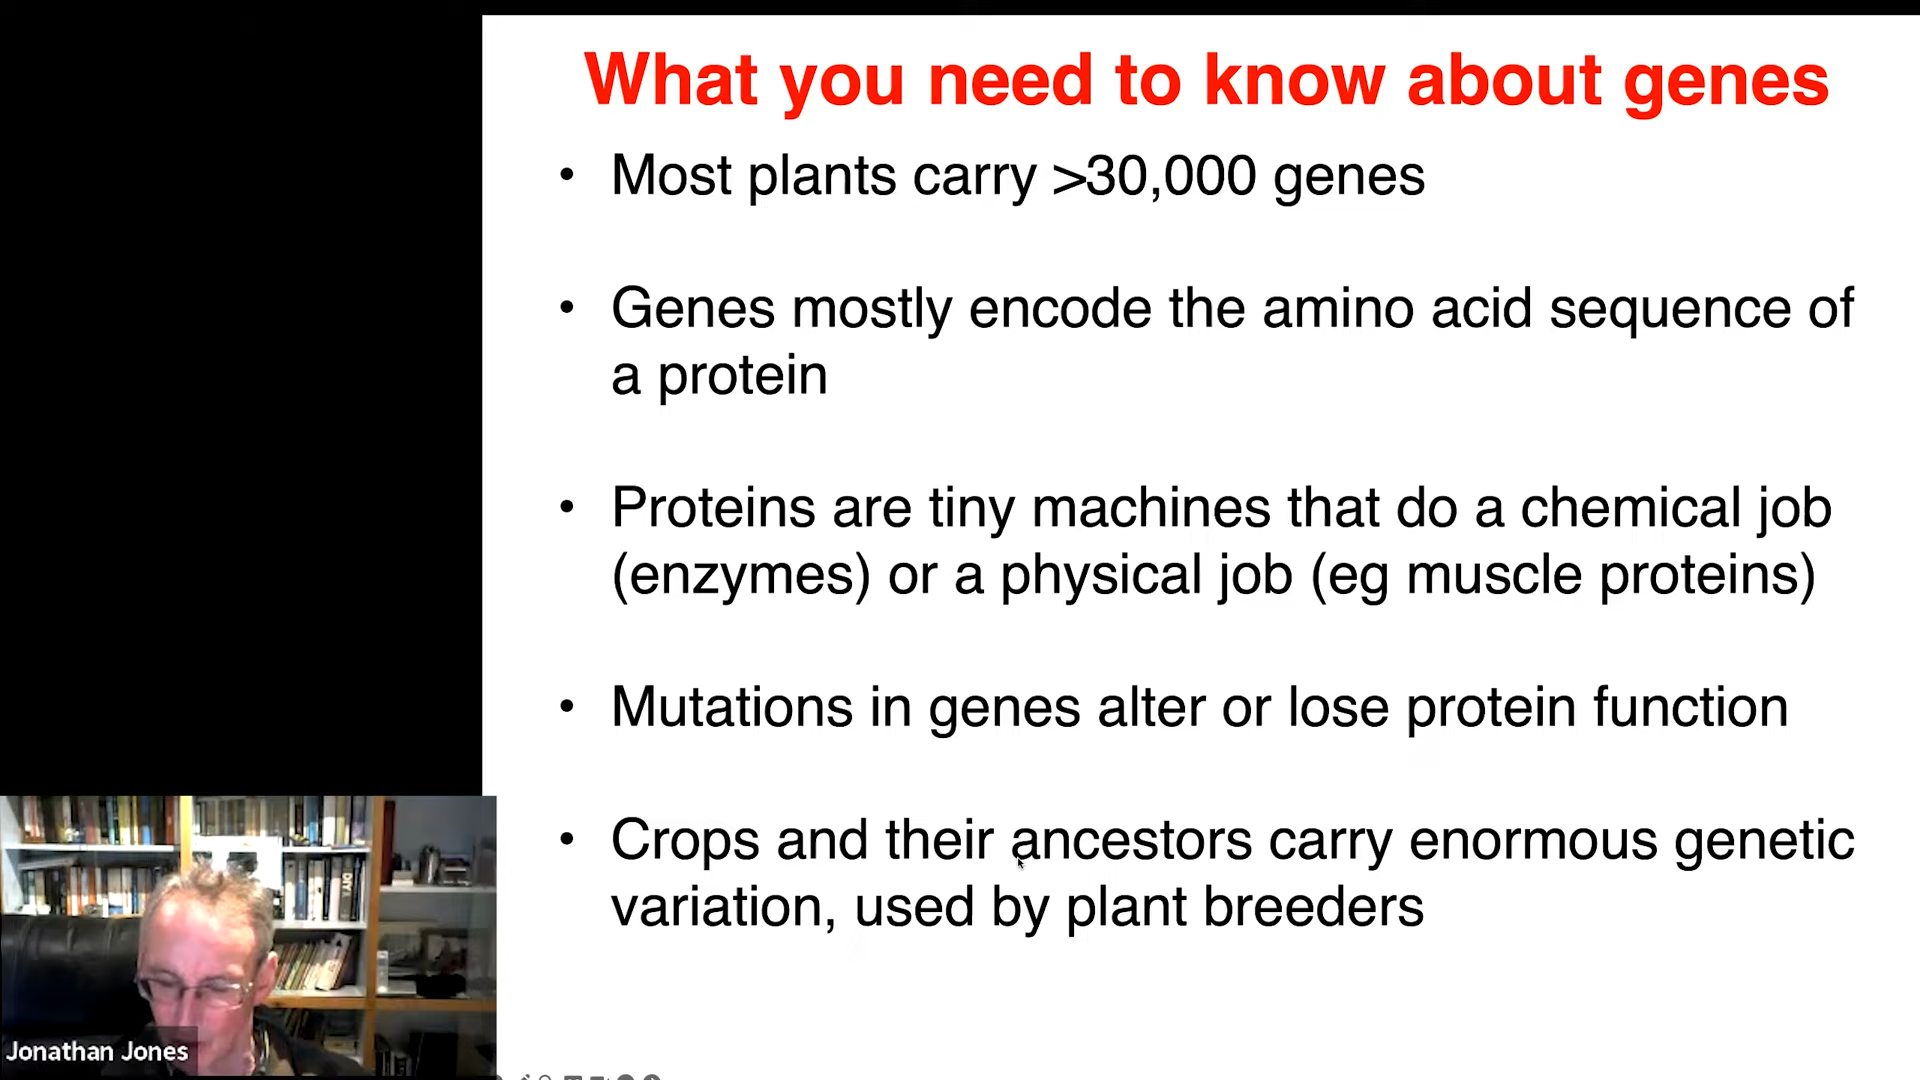 What you need to know about genes
• Most plants carry >30,000 genes
• Genes mostly encode the amino acid sequence of
a protein
• Proteins are tiny machines that do a chemical job
(enzymes) or a physical job (eg muscle proteins)
• Mutations in genes alter or lose protein function
• Crops and their ancestors carry enormous genetic
variation, used by plant breeders
DIY
Jonathan Jones